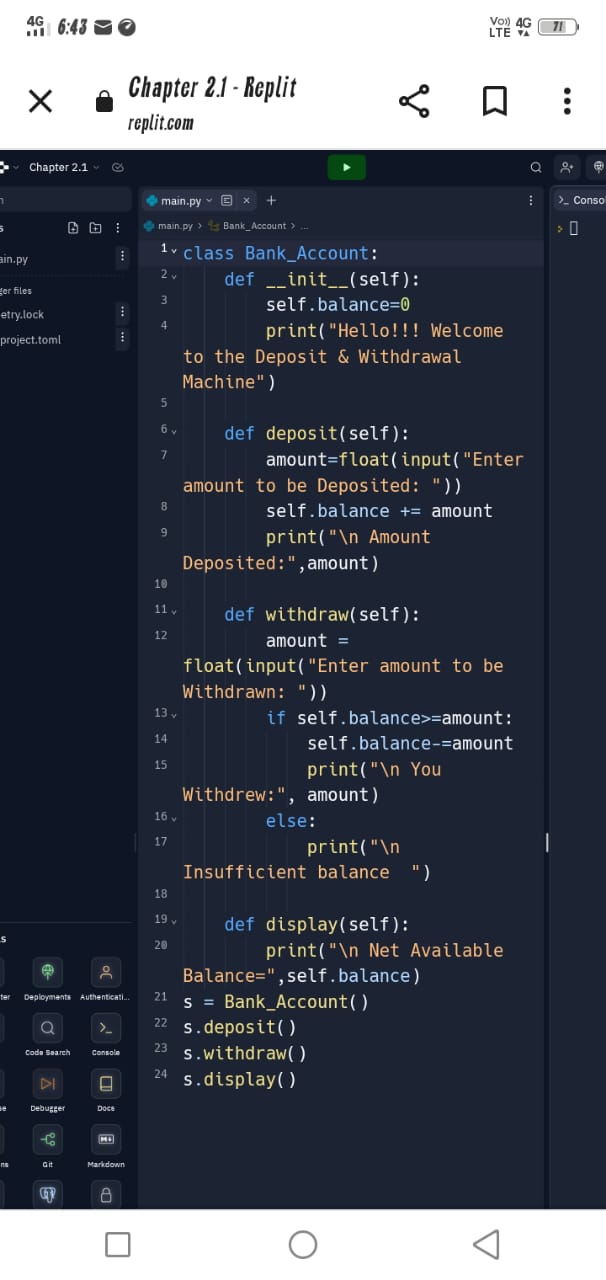 4G 6:43 Vo)) 4G
LTE 71
Chapter 2.1 - Replit
replit.com
Chapter 2.1
main.py
>_ Conso
main.py > Bank_Account > ...
ain.py
ger files
etry.lock
project.toml
1 class Bank_Account:
2 def __init__(self):
3 self.balance=0
4 print("Hello!!! Welcome
to the Deposit & Withdrawal
Machine")
5
6 def deposit(self):
7 amount=float(input("Enter
amount to be Deposited: "))
8 self.balance += amount
9 print("\n Amount
Deposited:",amount)
10
11 def withdraw(self):
12 amount =
float(input("Enter amount to be
Withdrawn: "))
13 if self.balance>=amount:
14 self.balance-=amount
15 print("\n You
Withdrew:", amount)
16 else:
17 print("\n
Insufficient balance  ")
18
19 def display(self):
20 print("\n Net Available
Balance=",self.balance)
21 s = Bank_Account()
22 s.deposit()
23 s.withdraw()
24 s.display()
ter Deployments Authenticati...
Code Search Console
Debugger Docs
Git Markdown